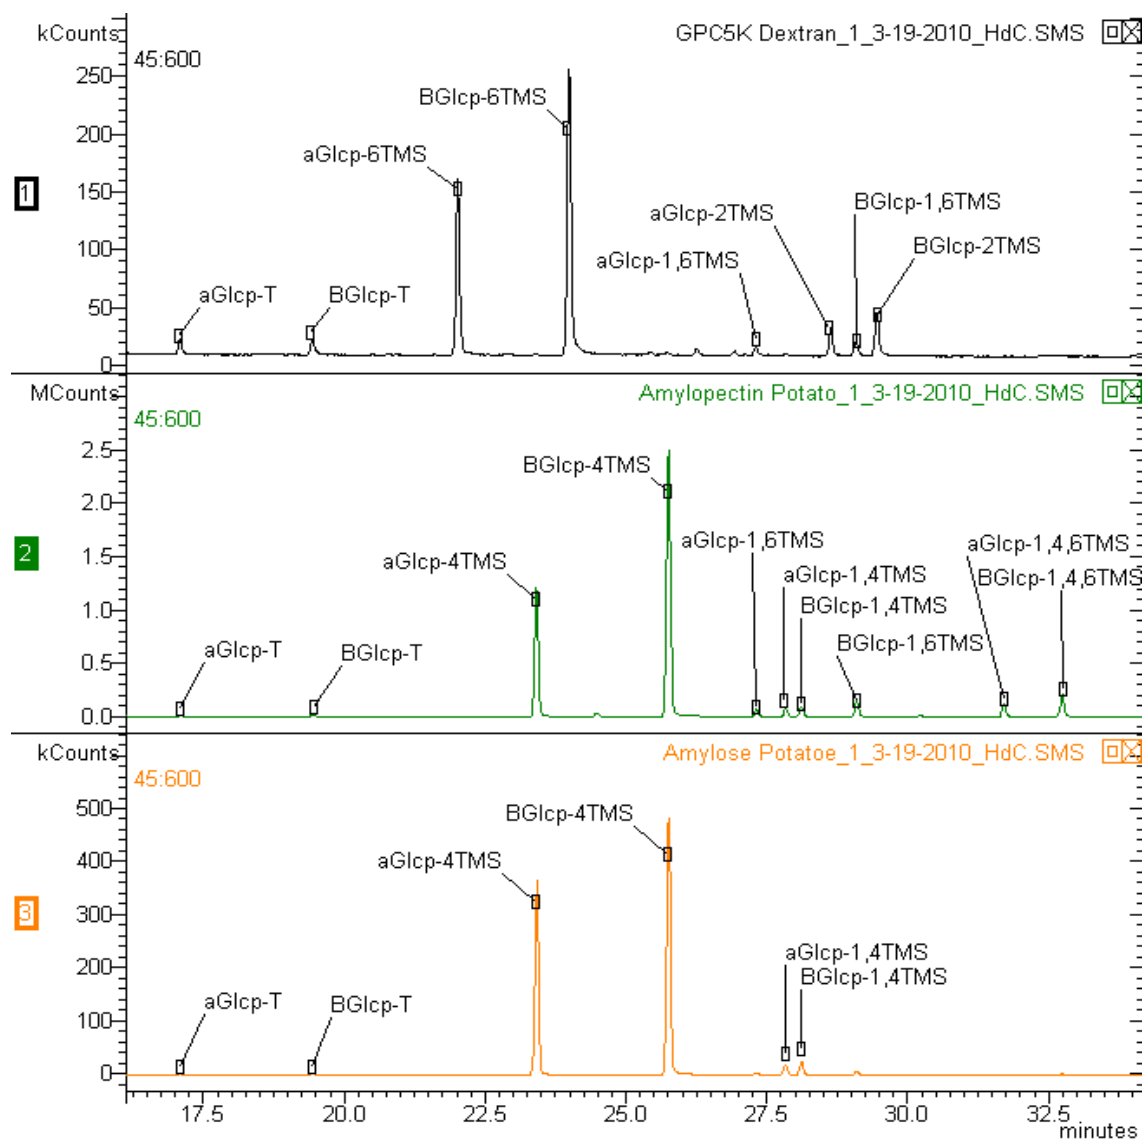 kCounts
GPC5K Dextran_1_3-19-2010_HdC.SMS
45:600
250
BGlcp-6TMS
200
aGlcp-6TMS
1
150
aGlcp-2TMS
BGlcp-1,6TMS
100
aGlcp-1,6TMS
BGlcp-2TMS
50
aGlcp-T
BGlcp-T
0
MCounts
Amylopectin Potato_1_3-19-2010_HdC.SMS
45:600
2.5
BGlcp-4TMS
2.0
2
1.5
aGlcp-4TMS
aGlcp-1,6TMS
aGlcp-1,4TMS
BGlcp-1,4TMS
BGlcp-1,6TMS
aGlcp-1,4,6TMS
BGlcp-1,4,6TMS
1.0
0.5
aGlcp-T
BGlcp-T
0.0
kCounts
Amylose Potatoe_1_3-19-2010_HdC.SMS
45:600
500
BGlcp-4TMS
400
aGlcp-4TMS
3
300
200
aGlcp-1,4TMS
BGlcp-1,4TMS
100
aGlcp-T
BGlcp-T
0
17.5 20.0 22.5 25.0 27.5 30.0 32.5
minutes